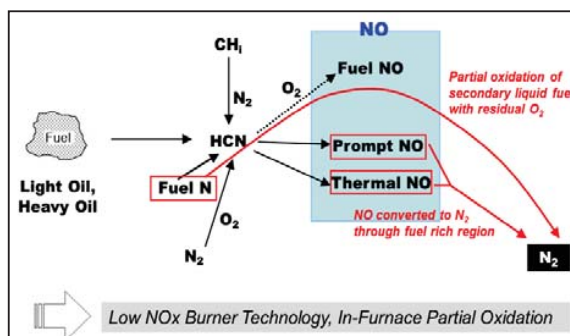 NO
CHi
Fuel NO
O2
Partial oxidation of
secondary liquid fuel
with residual O2
N2
Fuel
HCN
Prompt NO
Light Oil,
Heavy Oil
Fuel N
Thermal NO
O2
NO converted to N2
through fuel rich region
N2
N2
Low NOx Burner Technology, In-Furnace Partial Oxidation